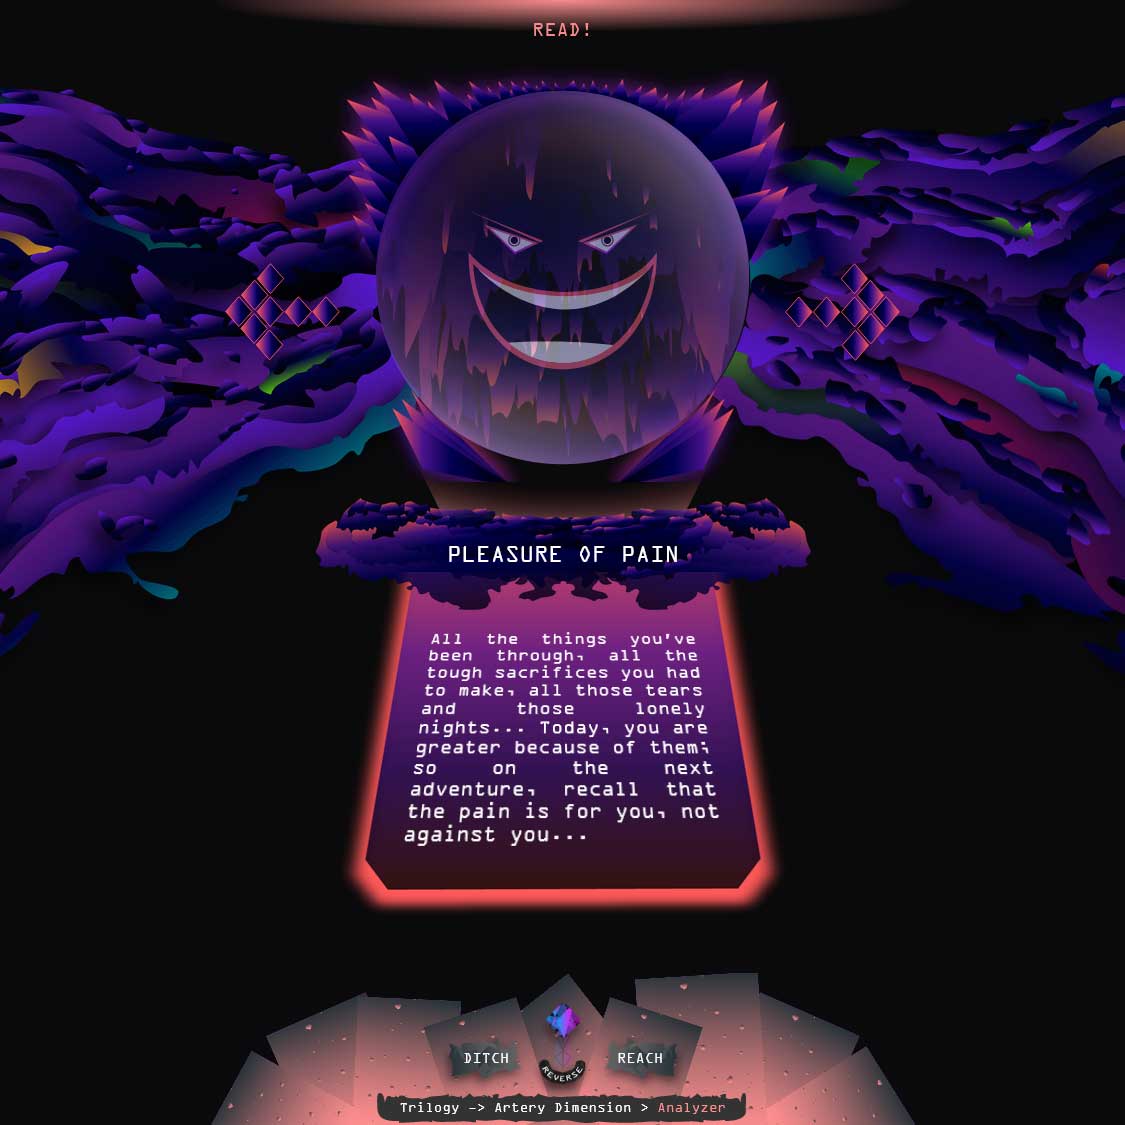 READ!
PLEASURE OF PAIN
All the things you've
been through, all the
tough sacrifices you had
to make, all those tears
and those lonely
nights... Today, you are
greater because of them;
so on the next
adventure, recall that
the pain is for you, not
against you...
DITCH
REVERSE
REACH
Trilogy -> Artery Dimension > Analyzer